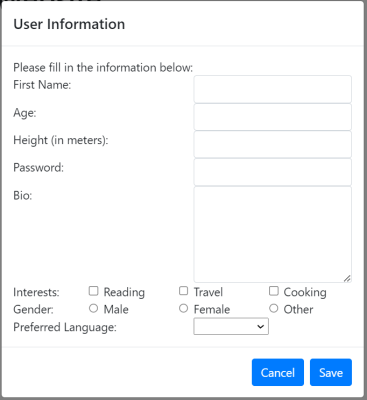 User Information
Please fill in the information below:
First Name:
Age:
Height (in meters):
Password:
Bio:
Interests: Reading Travel Cooking
Gender: Male Female Other
Preferred Language:
Cancel Save